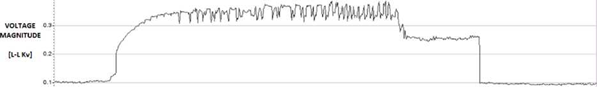 VOLTAGE
MAGNITUDE
[L-L Kv]
0.3
0.2
0.1